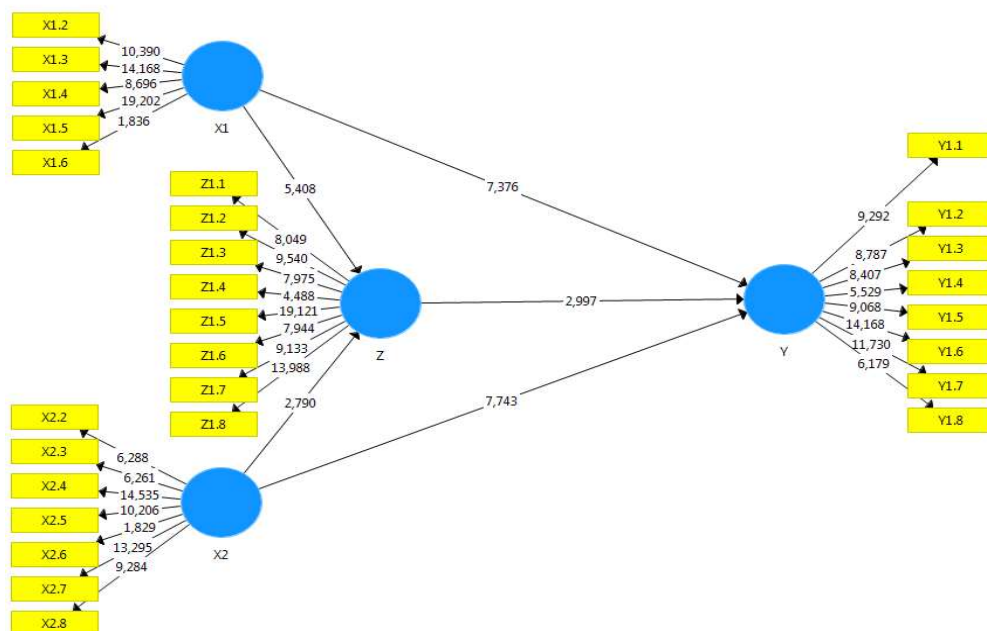 X1.2
X1.3
X1.4
X1.5
X1.6
10,390
14,168
8,696
19,202
1,836
X1
5,408
7,376
Z1.1
Z1.2
Z1.3
Z1.4
Z1.5
Z1.6
Z1.7
Z1.8
8,049
9,540
7,975
4,488
19,121
7,944
9,133
13,988
Z
2,997
2,790
7,743
X2.2
X2.3
X2.4
X2.5
X2.6
X2.7
X2.8
6,288
6,261
14,535
10,206
1,829
13,295
9,284
X2
Y
9,292
8,787
8,407
5,529
9,068
14,168
11,730
6,179
Y1.1
Y1.2
Y1.3
Y1.4
Y1.5
Y1.6
Y1.7
Y1.8